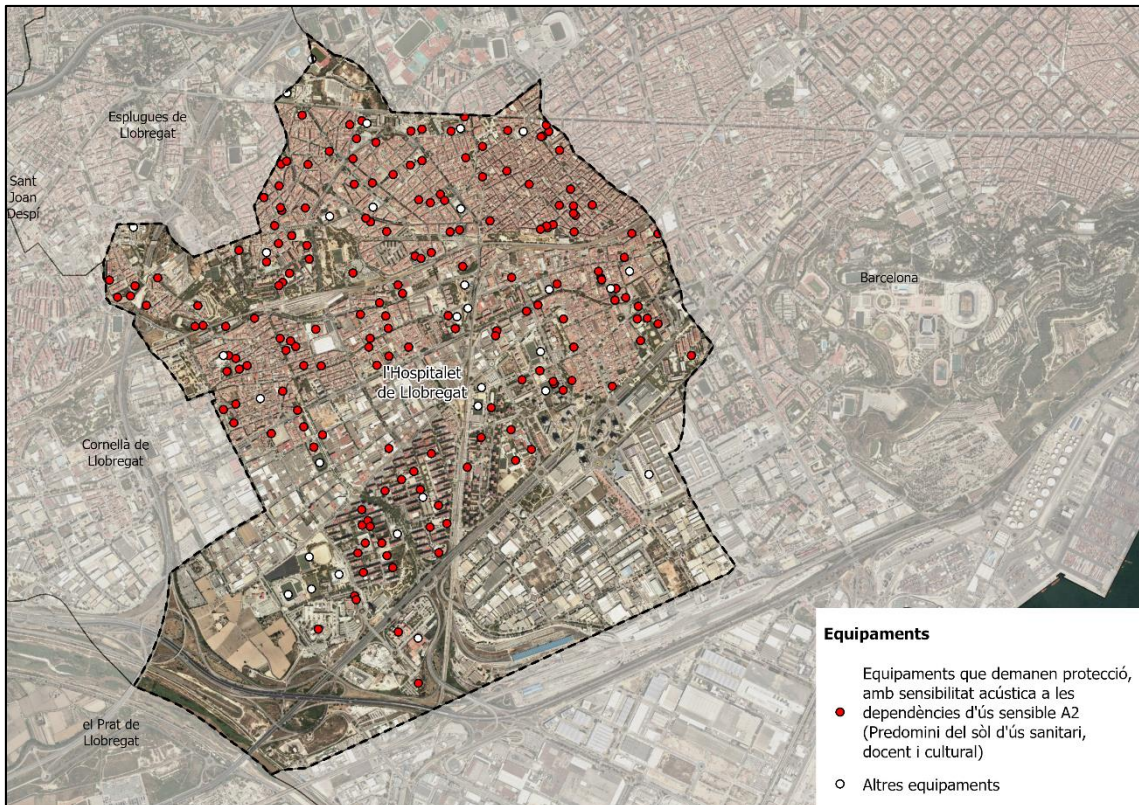 Esplugues de
Llobregat
Sant
Joan
Despí
Barcelona
l'Hospitalet
de Llobregat
Cornellà de
Llobregat
el Prat de
Llobregat
Equipaments
Equipaments que demanen protecció,
amb sensibilitat acústica a les
dependències d'ús sensible A2
(Predomini del sòl d'ús sanitari,
docent i cultural)
Altres equipaments